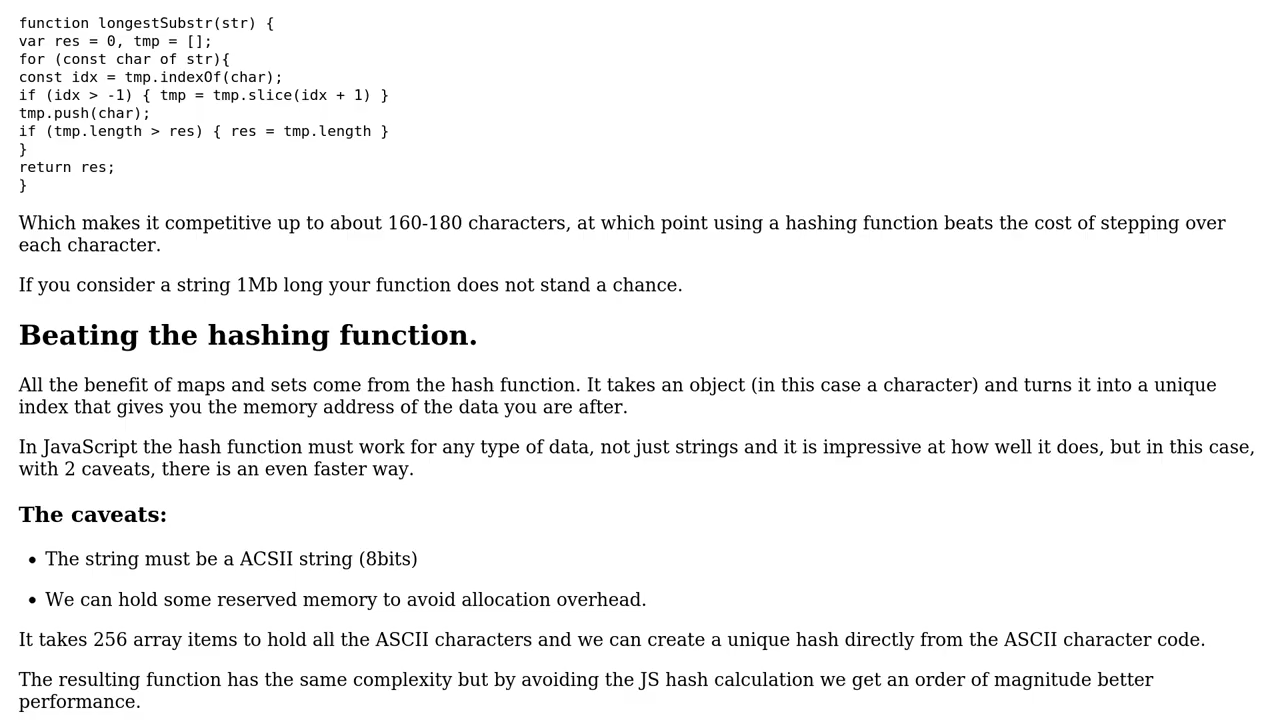 function longestSubstr(str) {
var res = 0, tmp = [];
for (const char of str){
const idx = tmp.indexOf(char);
if (idx > -1) { tmp = tmp.slice(idx + 1) }
tmp.push(char);
if (tmp.length > res) { res = tmp.length }
}
return res;
}
Which makes it competitive up to about 160-180 characters, at which point using a hashing function beats the cost of stepping over
each character.
If you consider a string 1Mb long your function does not stand a chance.
Beating the hashing function.
All the benefit of maps and sets come from the hash function. It takes an object (in this case a character) and turns it into a unique
index that gives you the memory address of the data you are after.
In JavaScript the hash function must work for any type of data, not just strings and it is impressive at how well it does, but in this case,
with 2 caveats, there is an even faster way.
The caveats:
• The string must be a ACSII string (8bits)
• We can hold some reserved memory to avoid allocation overhead.
It takes 256 array items to hold all the ASCII characters and we can create a unique hash directly from the ASCII character code.
The resulting function has the same complexity but by avoiding the JS hash calculation we get an order of magnitude better
performance.